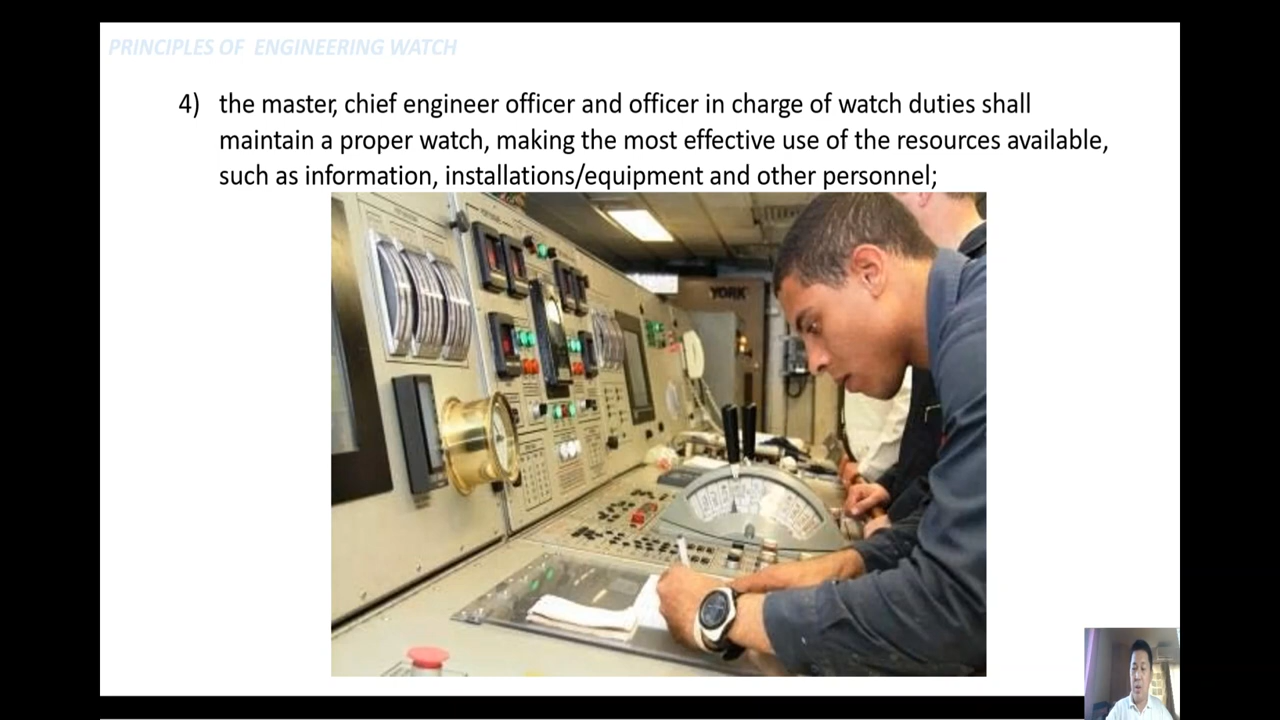 PRINCIPLES OF ENGINEERING WATCH
4) the master, chief engineer officer and officer in charge of watch duties shall
maintain a proper watch, making the most effective use of the resources available,
such as information, installations/equipment and other personnel;
YORK